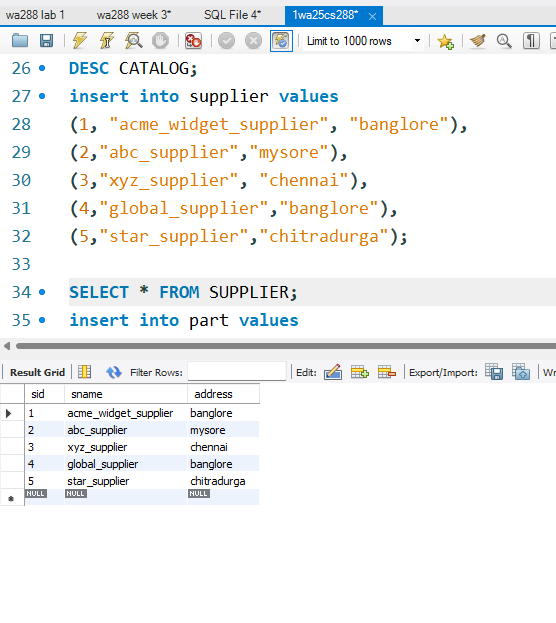 wa288 lab 1 wa288 week 3* SQL File 4* 1wa25cs288* ×
Limit to 1000 rows
26 DESC CATALOG;
27 insert into supplier values
28 (1, "acme_widget_supplier", "banglore"),
29 (2,"abc_supplier","mysore"),
30 (3,"xyz_supplier", "chennai"),
31 (4,"global_supplier","banglore"),
32 (5,"star_supplier","chitradurga");
33
34 SELECT * FROM SUPPLIER;
35 insert into part values
Result Grid Filter Rows: Edit: Export/Import: Wr
sid sname address
1 acme_widget_supplier banglore
2 abc_supplier mysore
3 xyz_supplier chennai
4 global_supplier banglore
5 star_supplier chitradurga
NULL NULL NULL